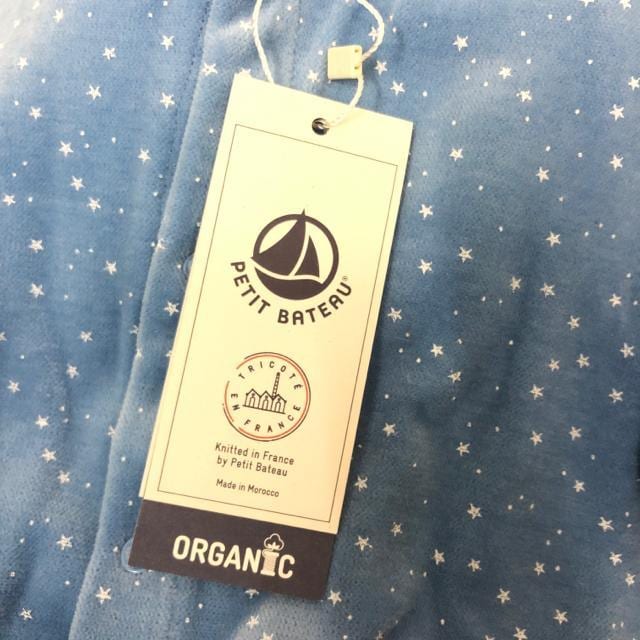 PETIT BATEAU®
TRICOTÉ
EN FRANCE
Knitted in France
by Petit Bateau
Made in Morocco
ORGANIC